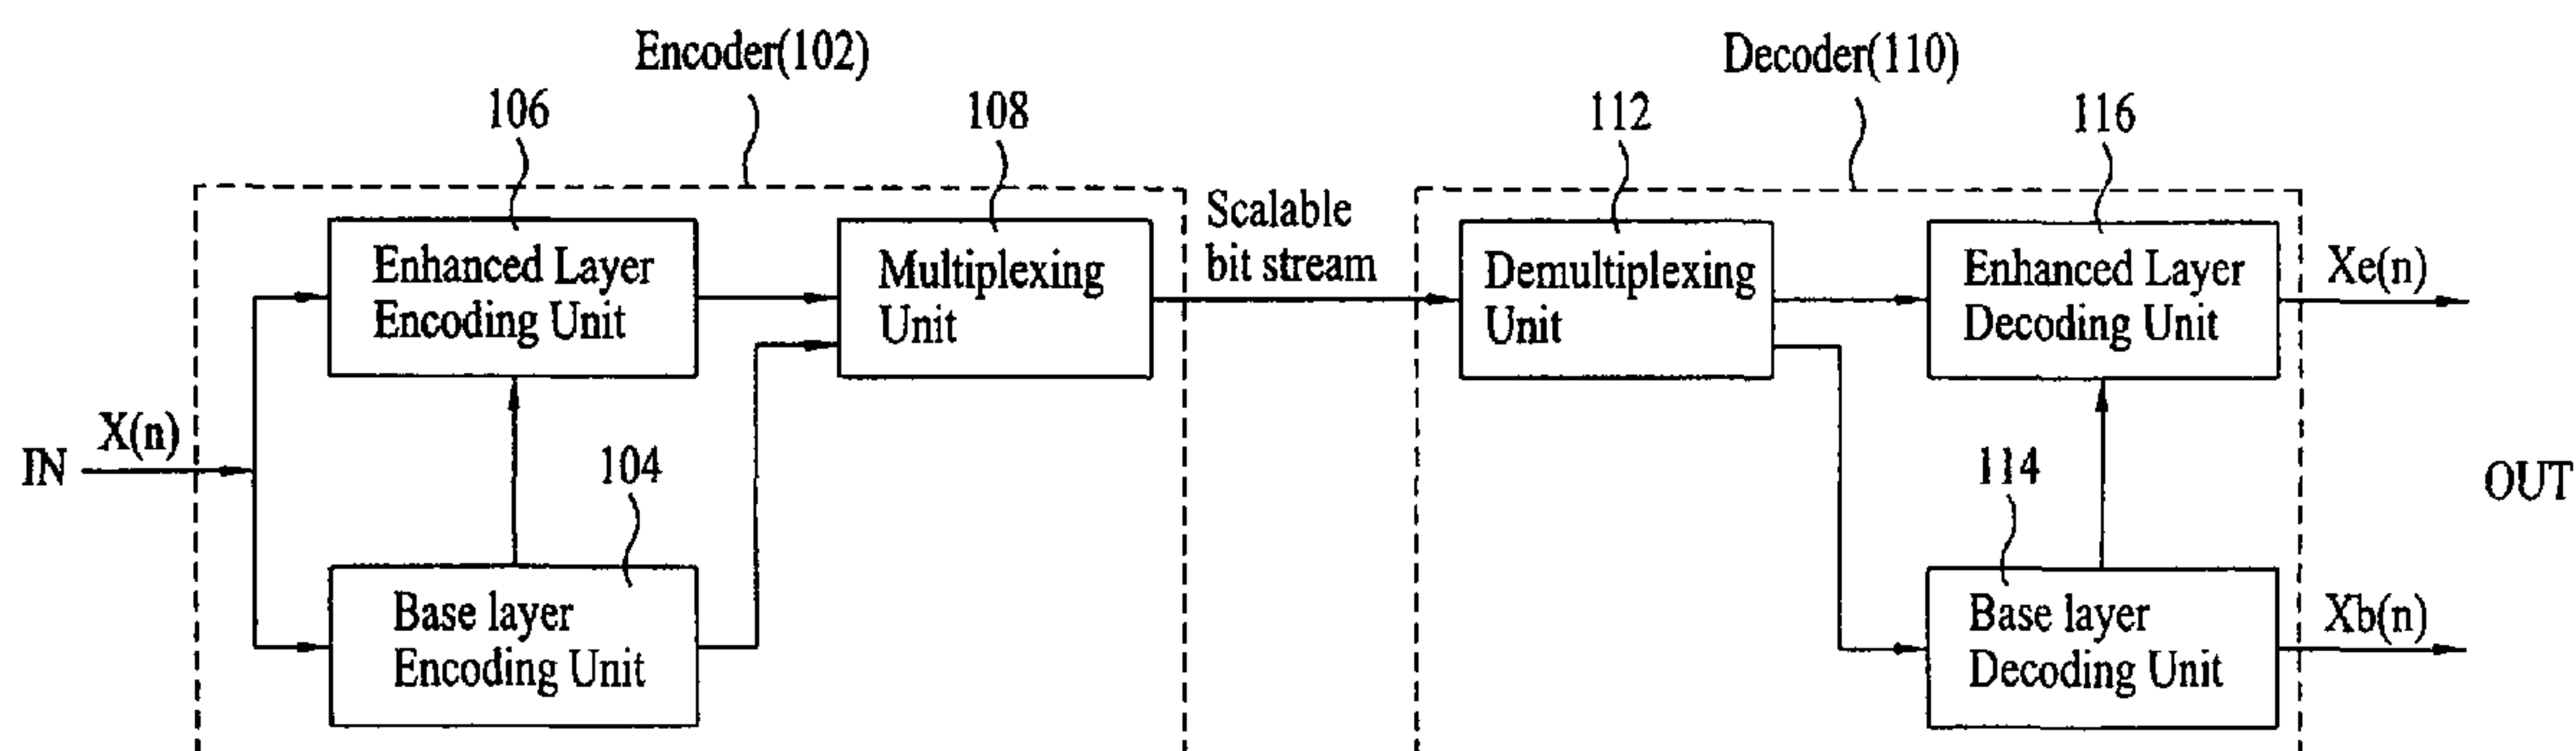 Encoder(102)
Decoder(110)
106
108
112
116
Enhanced Layer
Encoding Unit
Multiplexing
Unit
Scalable
bit stream
Demultiplexing
Unit
Enhanced Layer
Decoding Unit
Xe(n)
IN
X(n)
104
114
OUT
Base layer
Encoding Unit
Base layer
Decoding Unit
Xb(n)